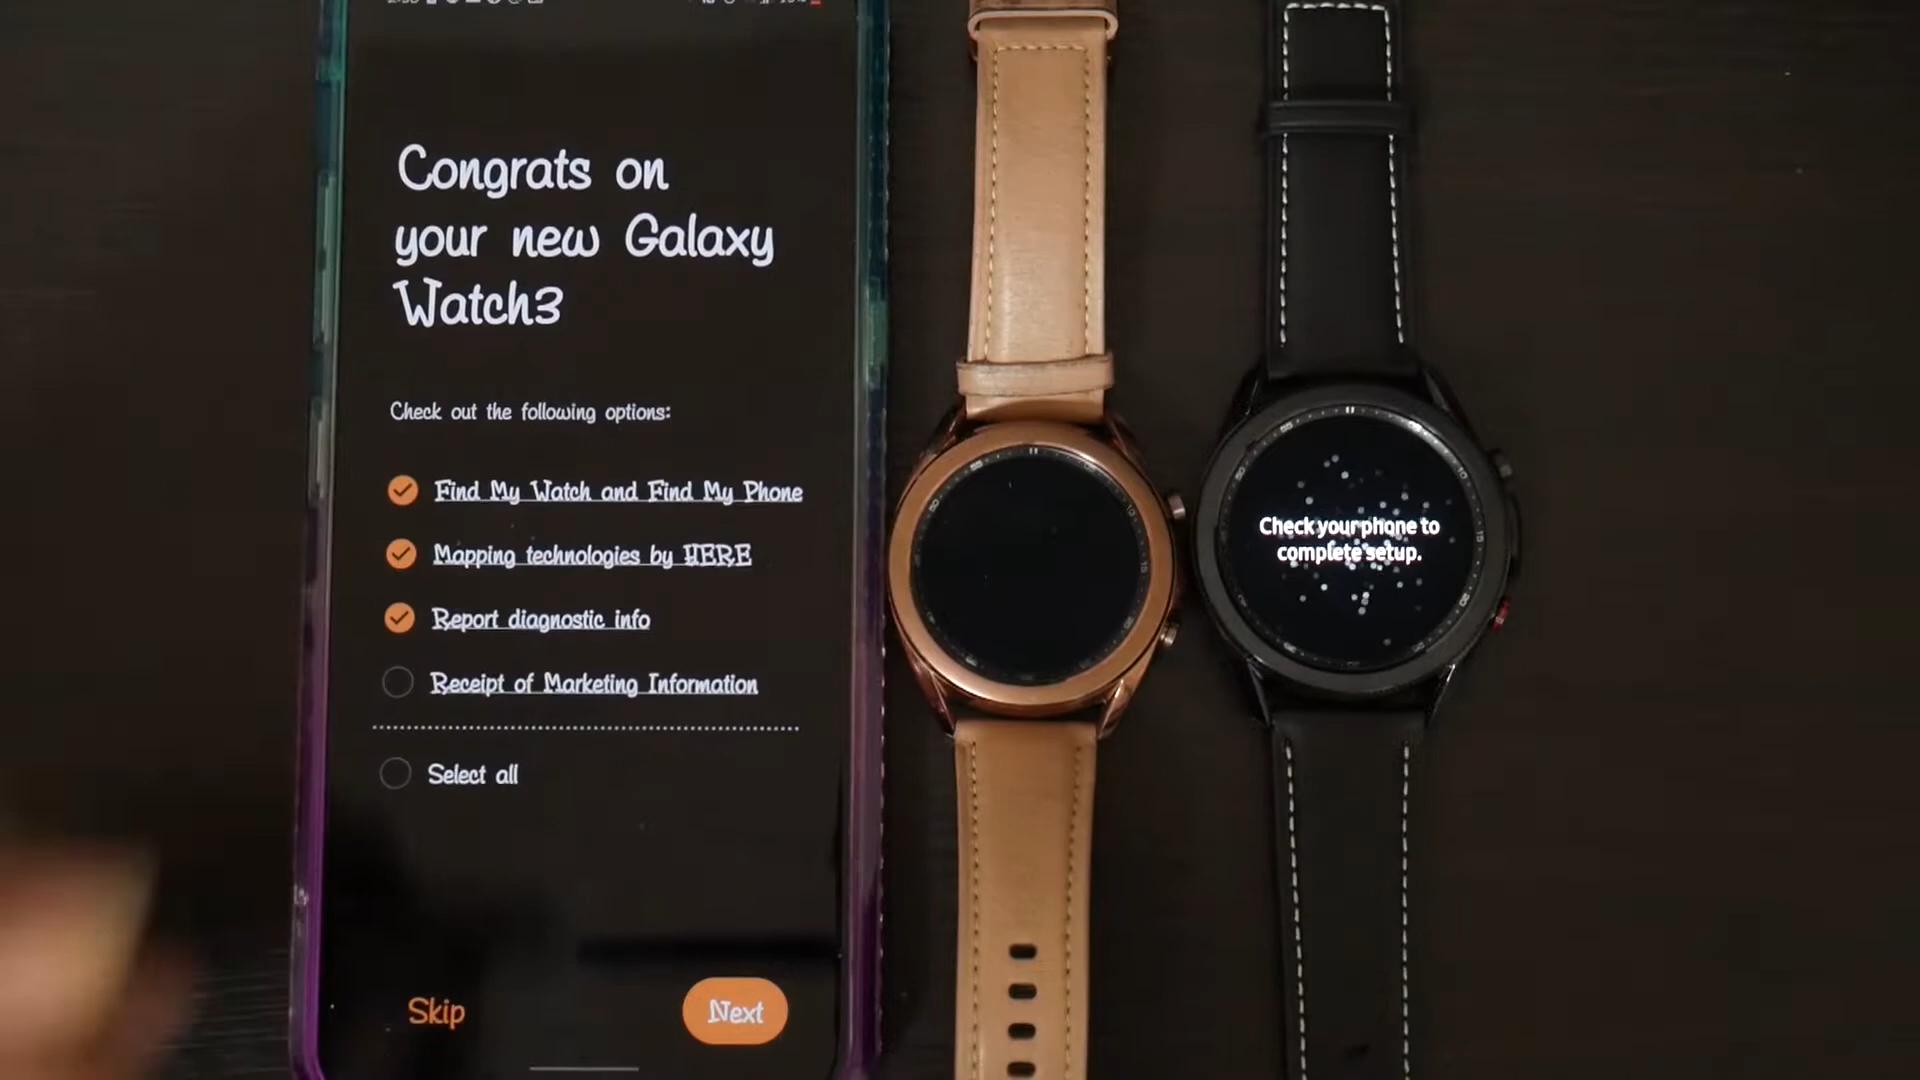 Congrats on
your new Galaxy
Watch3
Check out the following options:
Find My Watch and Find My Phone
Mapping technologies by HERE
Report diagnostic info
Receipt of Marketing Information
Select all
Skip
Next
Check your phone to
complete setup.